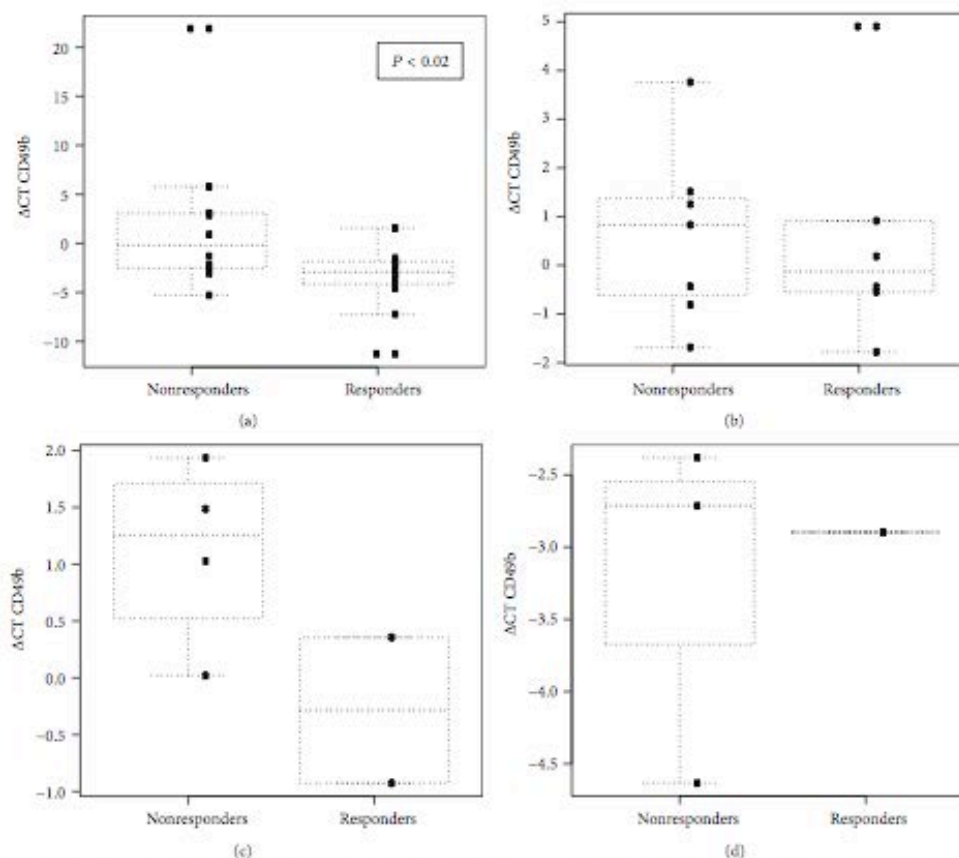 P < 0.02
ΔCT CD49b
20
15
10
5
0
−5
−10
Nonresponders Responders
(a)
ΔCT CD49b
5
4
3
2
1
0
−1
−2
Nonresponders Responders
(b)
ΔCT CD49b
2.0
1.5
1.0
0.5
0.0
−0.5
−1.0
Nonresponders Responders
(c)
ΔCT CD49b
−2.5
−3.0
−3.5
−4.0
−4.5
Nonresponders Responders
(d)